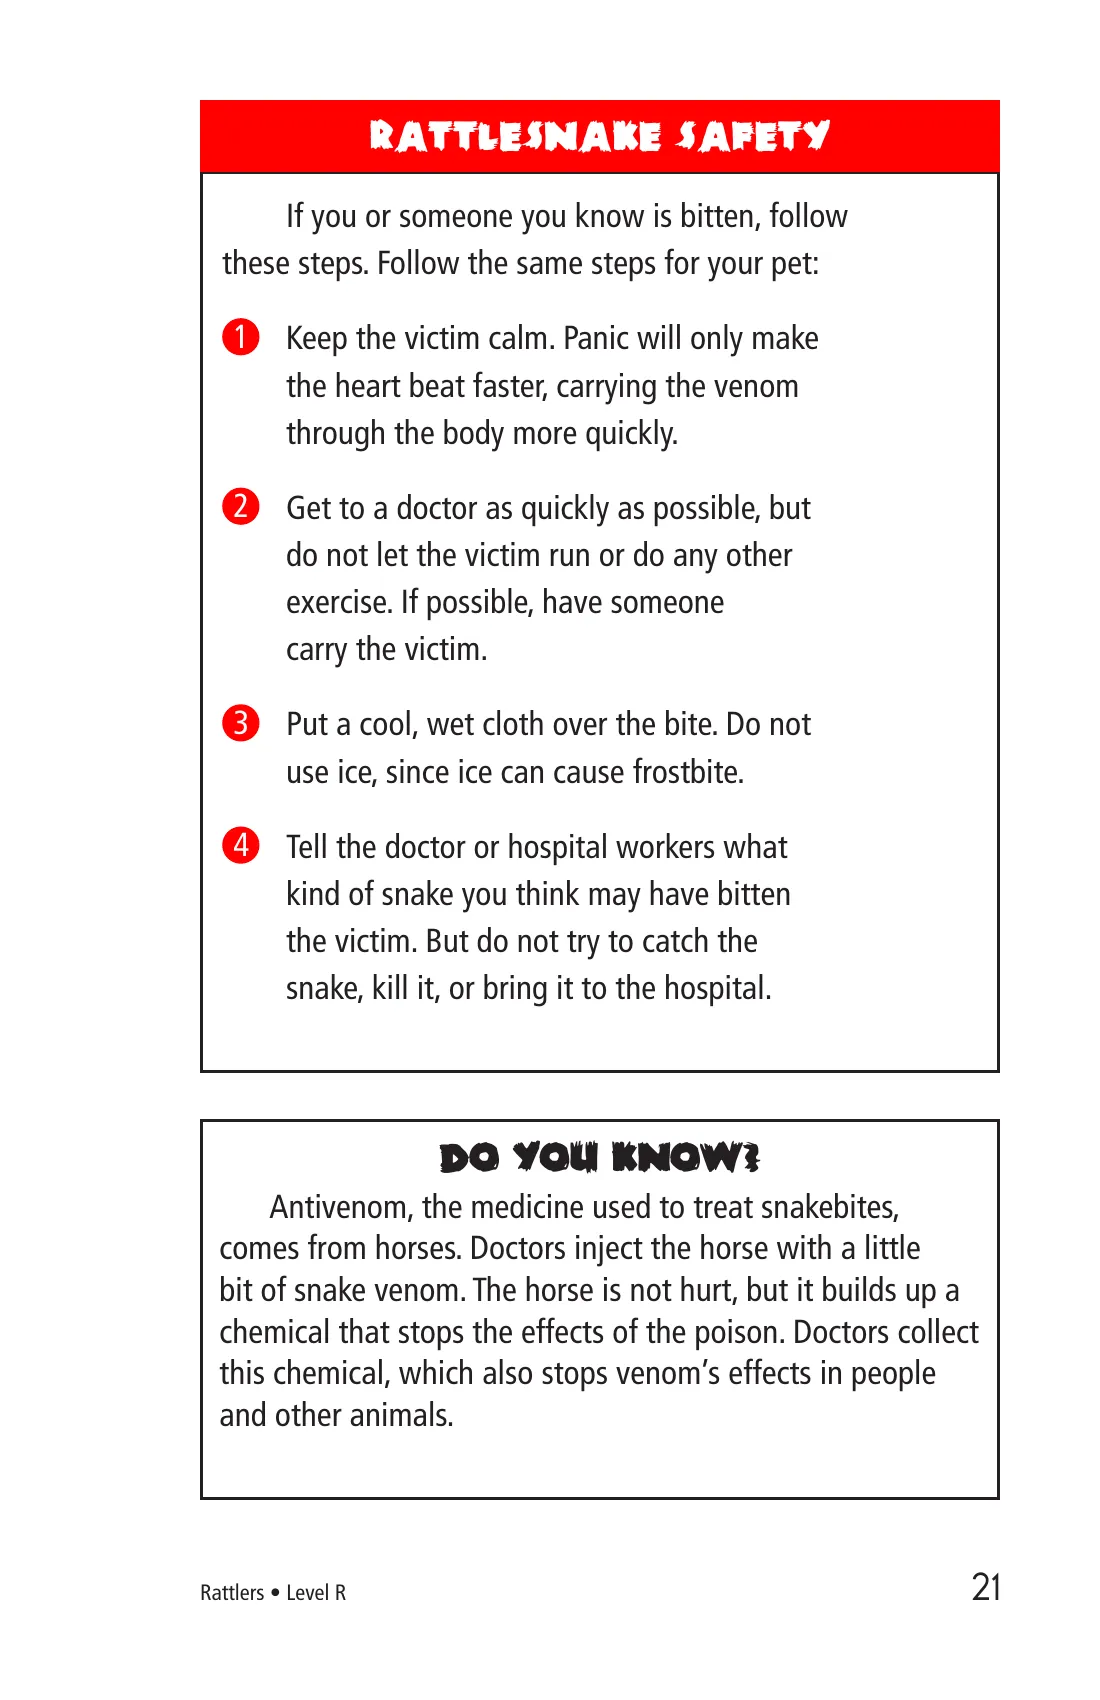 RATTLESNAKE SAFETY
If you or someone you know is bitten, follow
these steps. Follow the same steps for your pet:
1 Keep the victim calm. Panic will only make
the heart beat faster, carrying the venom
through the body more quickly.
2 Get to a doctor as quickly as possible, but
do not let the victim run or do any other
exercise. If possible, have someone
carry the victim.
3 Put a cool, wet cloth over the bite. Do not
use ice, since ice can cause frostbite.
4 Tell the doctor or hospital workers what
kind of snake you think may have bitten
the victim. But do not try to catch the
snake, kill it, or bring it to the hospital.
DO YOU KNOW?
Antivenom, the medicine used to treat snakebites,
comes from horses. Doctors inject the horse with a little
bit of snake venom. The horse is not hurt, but it builds up a
chemical that stops the effects of the poison. Doctors collect
this chemical, which also stops venom’s effects in people
and other animals.
Rattlers • Level R
21